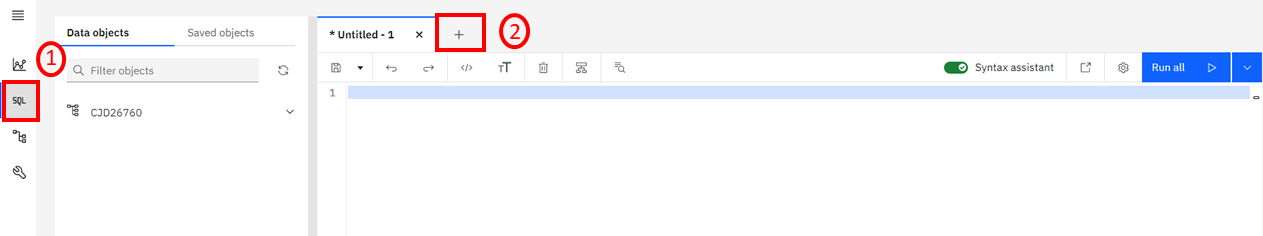 Data objects
Saved objects
* Untitled - 1
2
1
Filter objects
Syntax assistant
Run all
SQL
CJD26760
1